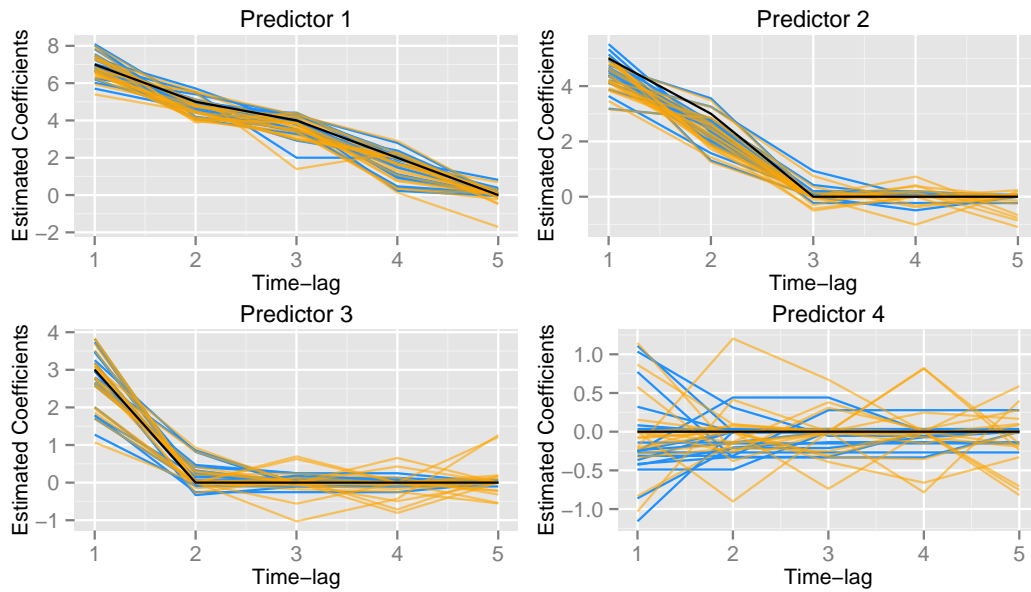 Predictor 1
Estimated Coefficients
8
6
4
2
0
−2
1 2 3 4 5
Time−lag
Predictor 2
Estimated Coefficients
4
2
0
1 2 3 4 5
Time−lag
Predictor 3
Estimated Coefficients
4
3
2
1
0
−1
1 2 3 4 5
Time−lag
Predictor 4
Estimated Coefficients
1.0
0.5
0.0
−0.5
−1.0
1 2 3 4 5
Time−lag